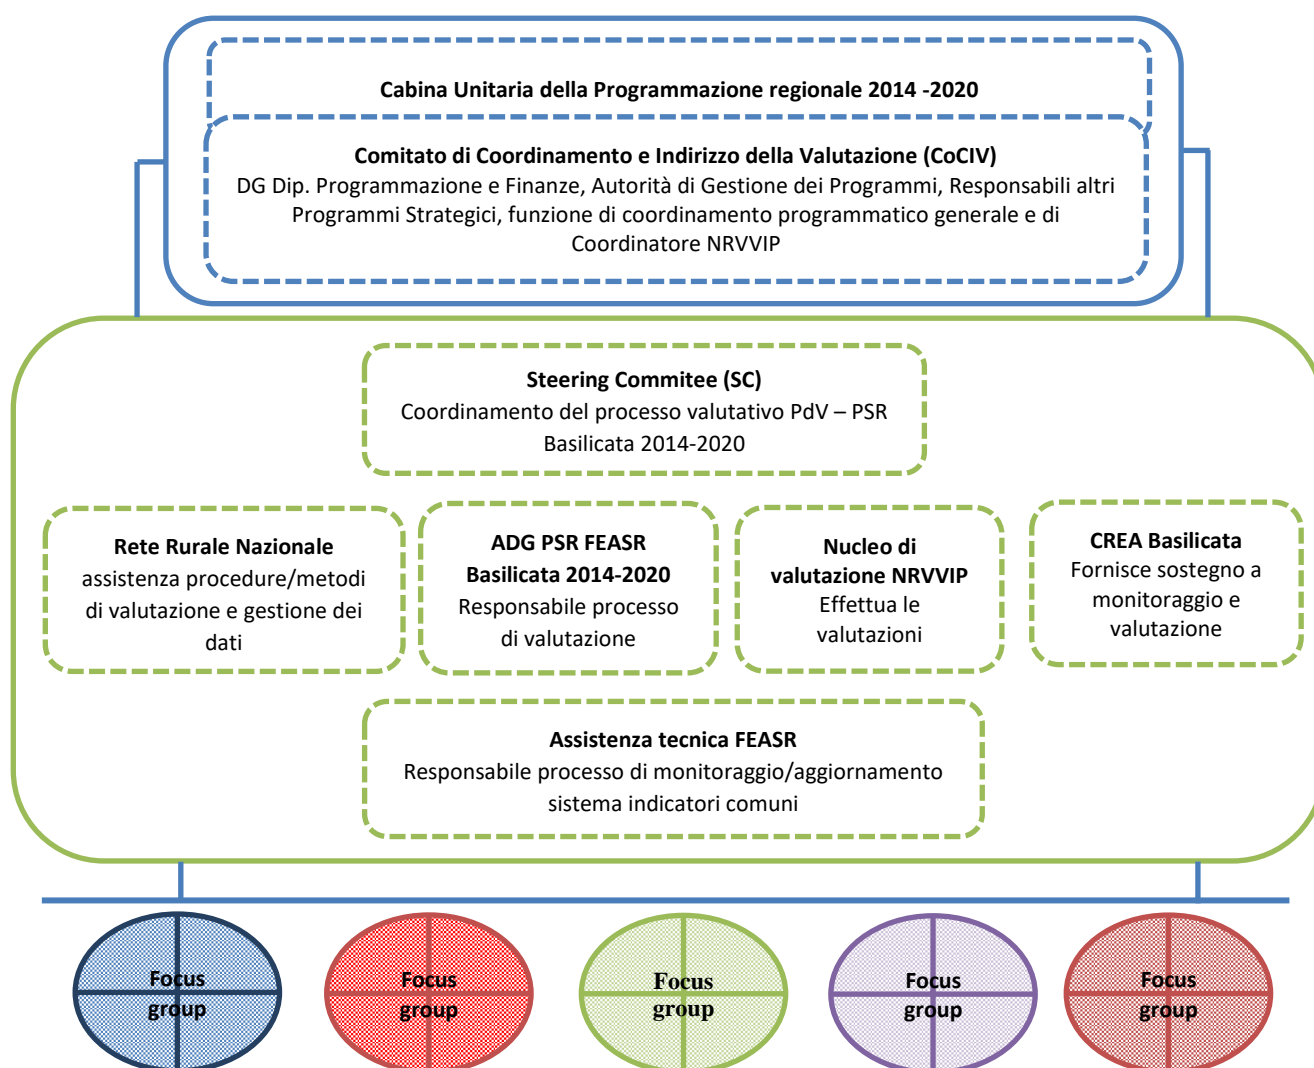 Cabina Unitaria della Programmazione regionale 2014 -2020
Comitato di Coordinamento e Indirizzo della Valutazione (CoCIV)
DG Dip. Programmazione e Finanze, Autorità di Gestione dei Programmi, Responsabili altri
Programmi Strategici, funzione di coordinamento programmatico generale e di
Coordinatore NRVVIP
Steering Commitee (SC)
Coordinamento del processo valutativo PdV – PSR
Basilicata 2014-2020
Rete Rurale Nazionale
assistenza procedure/metodi
di valutazione e gestione dei
dati
ADG PSR FEASR
Basilicata 2014-2020
Responsabile processo
di valutazione
Nucleo di
valutazione NRVVIP
Effettua le
valutazioni
CREA Basilicata
Fornisce sostegno a
monitoraggio e
valutazione
Assistenza tecnica FEASR
Responsabile processo di monitoraggio/aggiornamento
sistema indicatori comuni
Focus
group
Focus
group
Focus
group
Focus
group
Focus
group